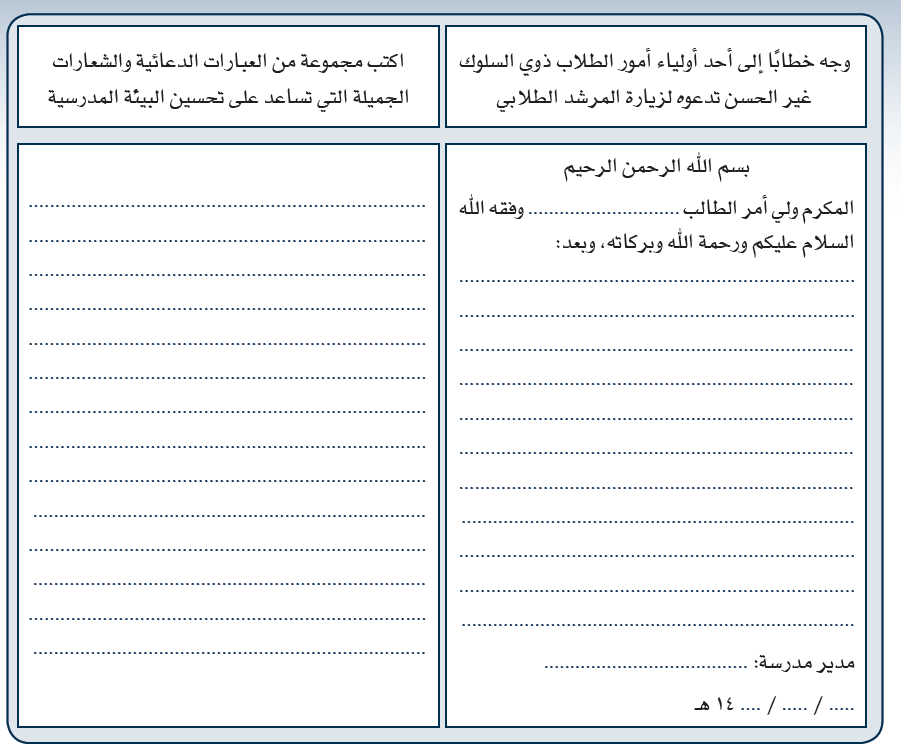 وجه خطابًا إلى أحد أولياء أمور الطلاب ذوي السلوك
غير الحسن تدعوه لزيارة المرشد الطلابي
بسم الله الرحمن الرحيم
المكرم ولي أمر الطالب ............................. وفقه الله
السلام عليكم ورحمة الله وبركاته، وبعد:
............................................................................
............................................................................
............................................................................
............................................................................
............................................................................
............................................................................
............................................................................
............................................................................
............................................................................
............................................................................
............................................................................
مدير مدرسة: .......................................
..... / ..... / .... ١٤ هـ
اكتب مجموعة من العبارات الدعائية والشعارات
الجميلة التي تساعد على تحسين البيئة المدرسية
............................................................................
............................................................................
............................................................................
............................................................................
............................................................................
............................................................................
............................................................................
............................................................................
............................................................................
............................................................................
............................................................................
............................................................................
............................................................................
............................................................................